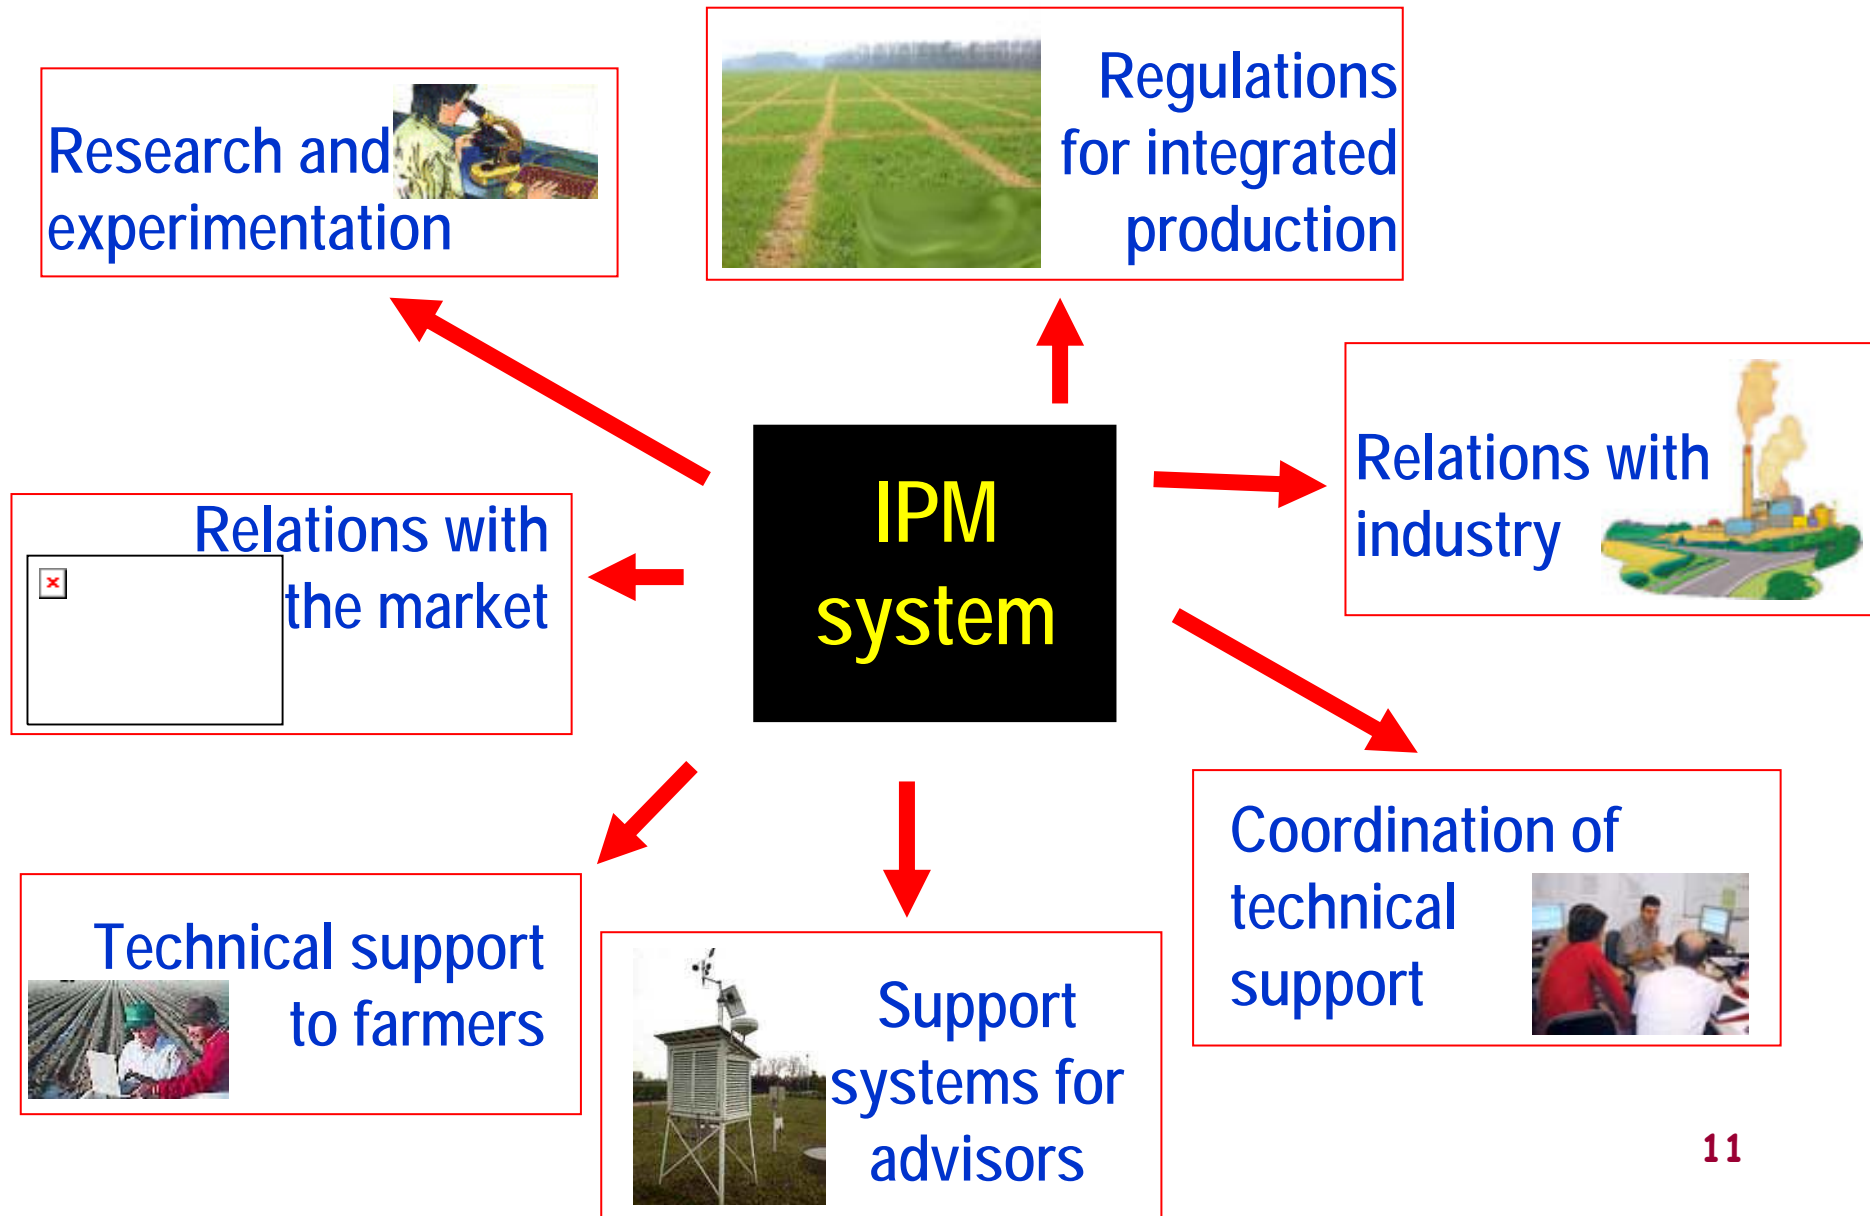 Research and
experimentation
Regulations
for integrated
production
Relations with
industry
IPM
system
Relations with
the market
Coordination of
technical
support
Technical support
to farmers
Support
systems for
advisors
11